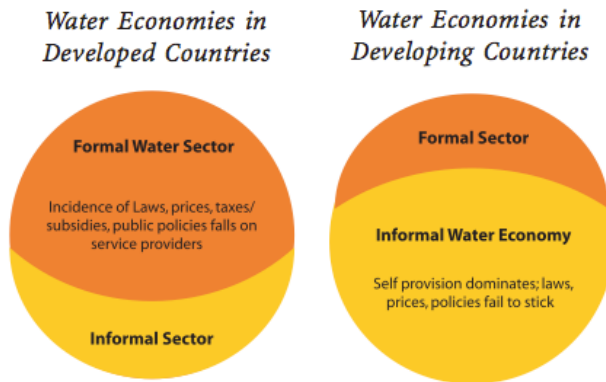 Water Economies in
Developed Countries
Formal Water Sector
Incidence of Laws, prices, taxes/
subsidies, public policies falls on
service providers
Informal Sector
Water Economies in
Developing Countries
Formal Sector
Informal Water Economy
Self provision dominates; laws,
prices, policies fail to stick